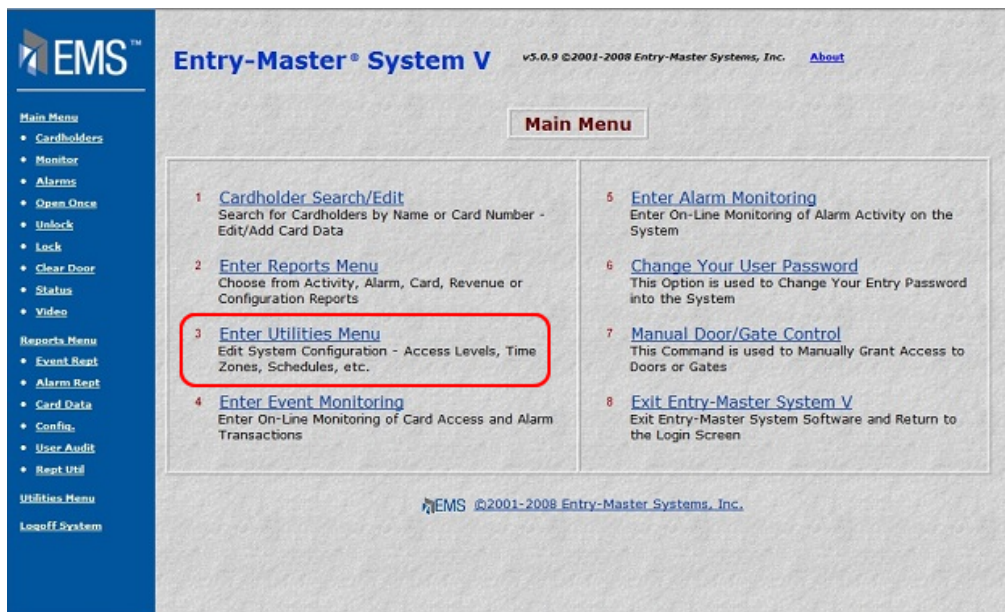 EMS™
Main Menu
• Cardholders
• Monitor
• Alarms
• Open Once
• Unlock
• Lock
• Clear Door
• Status
• Video
Reports Menu
• Event Rept
• Alarm Rept
• Card Data
• Config.
• User Audit
• Rept Util
Utilities Menu
Logoff System
Entry-Master® System V v5.0.9 ©2001-2008 Entry-Master Systems, Inc. About
Main Menu
1 Cardholder Search/Edit
Search for Cardholders by Name or Card Number -
Edit/Add Card Data
2 Enter Reports Menu
Choose from Activity, Alarm, Card, Revenue or
Configuration Reports
3 Enter Utilities Menu
Edit System Configuration - Access Levels, Time
Zones, Schedules, etc.
4 Enter Event Monitoring
Enter On-Line Monitoring of Card Access and Alarm
Transactions
5 Enter Alarm Monitoring
Enter On-Line Monitoring of Alarm Activity on the
System
6 Change Your User Password
This Option is used to Change Your Entry Password
into the System
7 Manual Door/Gate Control
This Command is used to Manually Grant Access to
Doors or Gates
8 Exit Entry-Master System V
Exit Entry-Master System Software and Return to
the Login Screen
EMS ©2001-2008 Entry-Master Systems, Inc.